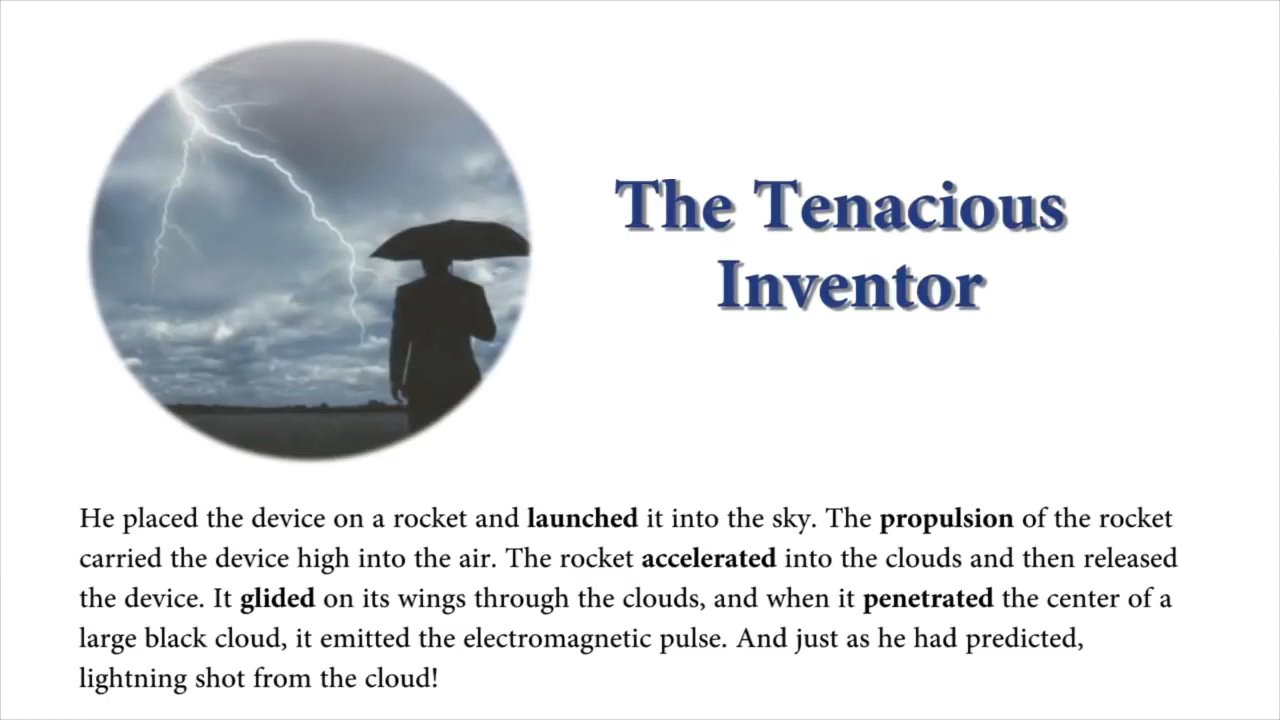 The Tenacious
Inventor
He placed the device on a rocket and launched it into the sky. The propulsion of the rocket
carried the device high into the air. The rocket accelerated into the clouds and then released
the device. It glided on its wings through the clouds, and when it penetrated the center of a
large black cloud, it emitted the electromagnetic pulse. And just as he had predicted,
lightning shot from the cloud!